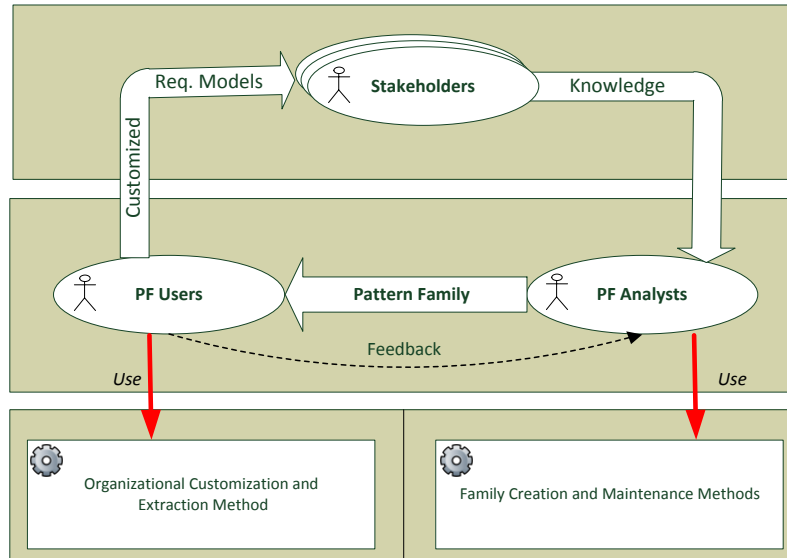 Req. Models
Stakeholders
Knowledge
Customized
PF Users
Pattern Family
PF Analysts
Feedback
Use
Use
Organizational Customization and
Extraction Method
Family Creation and Maintenance Methods